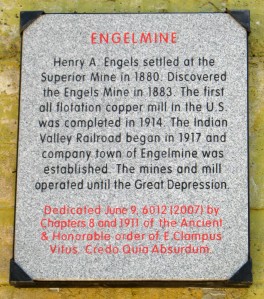 ENGELMINE
Henry A. Engels settled at the
Superior Mine in 1880. Discovered
the Engels Mine in 1883. The first
all flotation copper mill in the U.S.
was completed in 1914. The Indian
Valley Railroad began in 1917 and
company town of Engelmine was
established. The mines and mill
operated until the Great Depression.
Dedicated June 9, 6012 (2007) by
Chapters 8 and 1911 of the Ancient
& Honorable order of E.Clampus
Vitus. Credo Quia Absurdum.